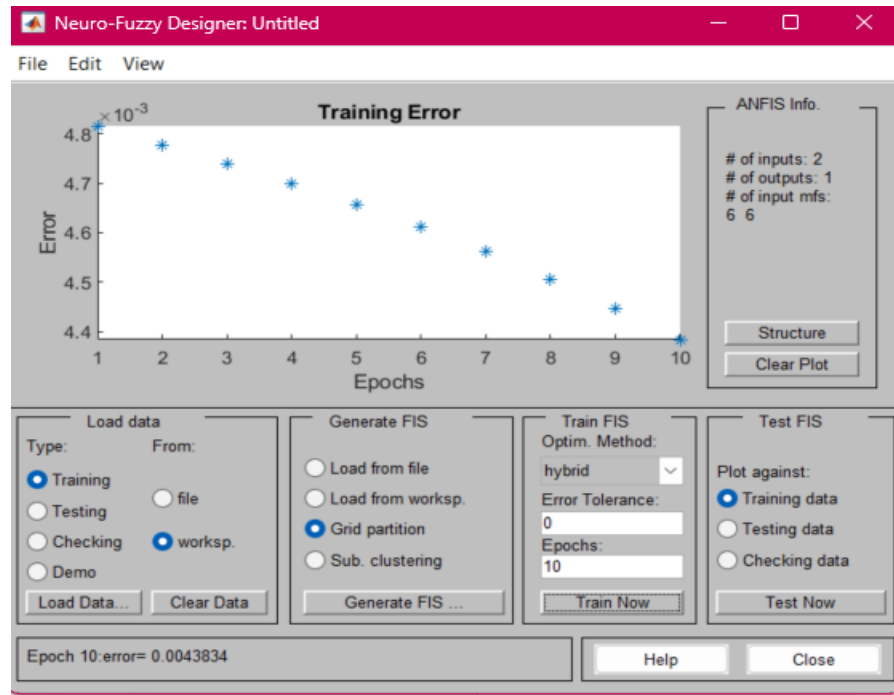 Neuro-Fuzzy Designer: Untitled
File Edit View
×10⁻³
Training Error
4.8
4.7
4.6
4.5
4.4
Error
1 2 3 4 5 6 7 8 9 10
Epochs
ANFIS Info.
# of inputs: 2
# of outputs: 1
# of input mfs:
6 6
Structure
Clear Plot
Load data
Type: From:
Training
Testing
Checking
Demo
file
worksp.
Load Data... Clear Data
Generate FIS
Load from file
Load from worksp.
Grid partition
Sub. clustering
Generate FIS ...
Train FIS
Optim. Method:
hybrid
Error Tolerance:
0
Epochs:
10
Train Now
Test FIS
Plot against:
Training data
Testing data
Checking data
Test Now
Epoch 10:error= 0.0043834
Help Close